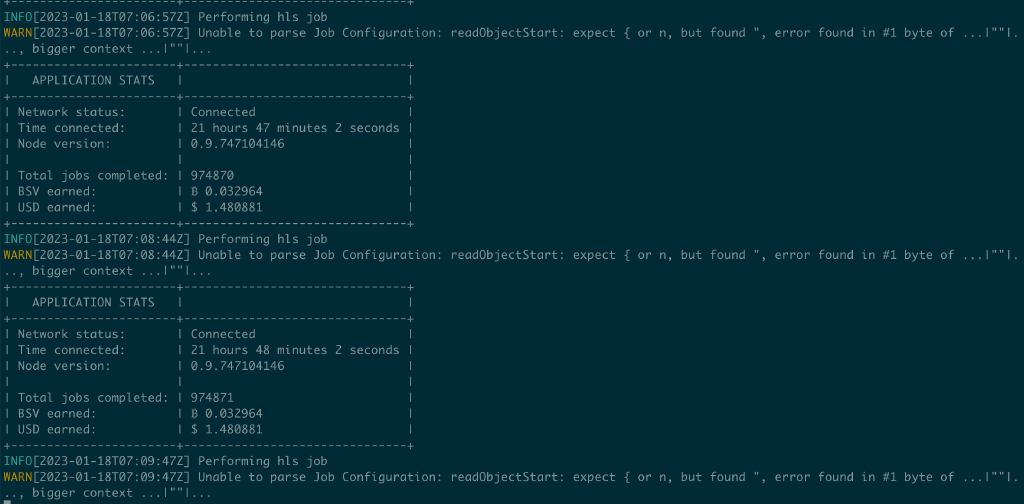 +-----------------------+-------------------------------+
INFO[2023-01-18T07:06:57Z] Performing hls job
WARN[2023-01-18T07:06:57Z] Unable to parse Job Configuration: readObjectStart: expect { or n, but found ", error found in #1 byte of ...|""|.
.., bigger context ...|""|...
+-----------------------+-------------------------------+
|   APPLICATION STATS   |                               |
+-----------------------+-------------------------------+
| Network status:       | Connected                     |
| Time connected:       | 21 hours 47 minutes 2 seconds |
| Node version:         | 0.9.747104146                 |
|                       |                               |
| Total jobs completed: | 974870                        |
| BSV earned:           | ₿ 0.032964                    |
| USD earned:           | $ 1.480881                    |
+-----------------------+-------------------------------+
INFO[2023-01-18T07:08:44Z] Performing hls job
WARN[2023-01-18T07:08:44Z] Unable to parse Job Configuration: readObjectStart: expect { or n, but found ", error found in #1 byte of ...|""|.
.., bigger context ...|""|...
+-----------------------+-------------------------------+
|   APPLICATION STATS   |                               |
+-----------------------+-------------------------------+
| Network status:       | Connected                     |
| Time connected:       | 21 hours 48 minutes 2 seconds |
| Node version:         | 0.9.747104146                 |
|                       |                               |
| Total jobs completed: | 974871                        |
| BSV earned:           | ₿ 0.032964                    |
| USD earned:           | $ 1.480881                    |
+-----------------------+-------------------------------+
INFO[2023-01-18T07:09:47Z] Performing hls job
WARN[2023-01-18T07:09:47Z] Unable to parse Job Configuration: readObjectStart: expect { or n, but found ", error found in #1 byte of ...|""|.
.., bigger context ...|""|...